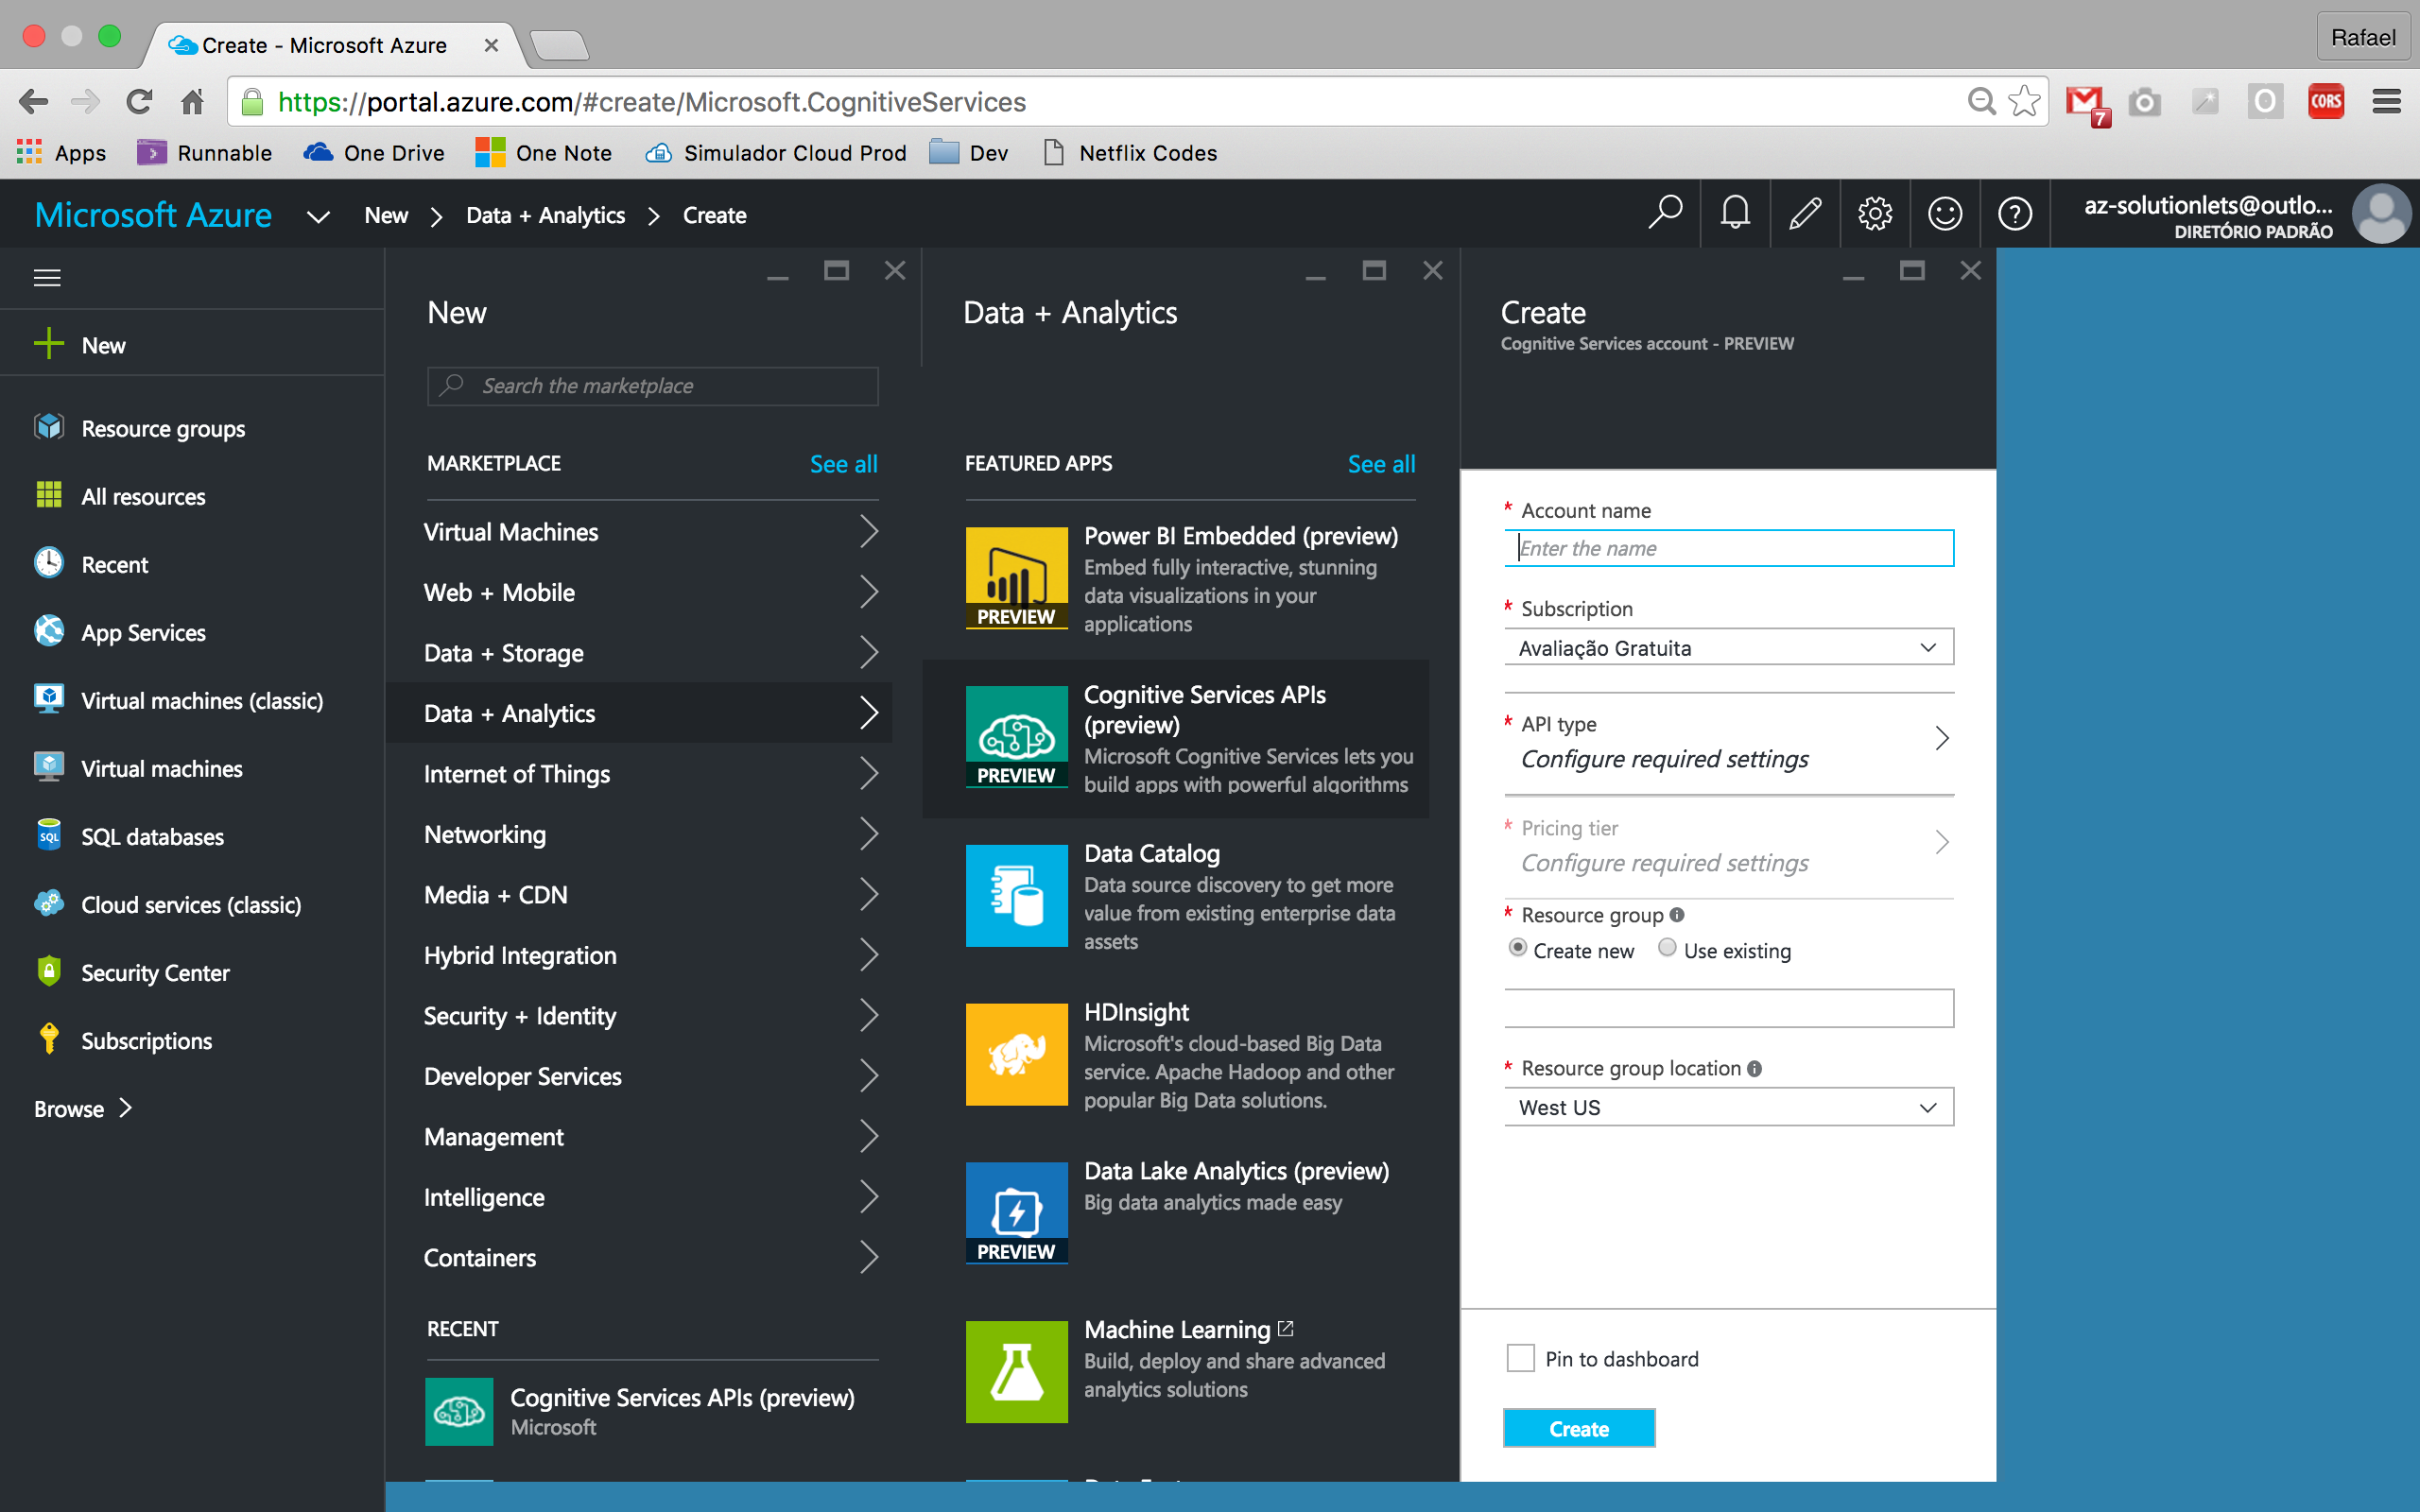 Create - Microsoft Azure
Rafael
https://portal.azure.com/#create/Microsoft.CognitiveServices
7
O
CORS
Apps
Runnable
One Drive
One Note
Simulador Cloud Prod
Dev
Netflix Codes
Microsoft Azure
New
Data + Analytics
Create
az-solutionlets@outlo...
DIRETÓRIO PADRÃO
New
Resource groups
All resources
Recent
App Services
Virtual machines (classic)
Virtual machines
SQL
SQL databases
Cloud services (classic)
Security Center
Subscriptions
Browse
New
Search the marketplace
MARKETPLACE
See all
Virtual Machines
Web + Mobile
Data + Storage
Data + Analytics
Internet of Things
Networking
Media + CDN
Hybrid Integration
Security + Identity
Developer Services
Management
Intelligence
Containers
RECENT
Cognitive Services APIs (preview)
Microsoft
Data + Analytics
FEATURED APPS
See all
PREVIEW
Power BI Embedded (preview)
Embed fully interactive, stunning
data visualizations in your
applications
PREVIEW
Cognitive Services APIs
(preview)
Microsoft Cognitive Services lets you
build apps with powerful algorithms
Data Catalog
Data source discovery to get more
value from existing enterprise data
assets
HDInsight
Microsoft's cloud-based Big Data
service. Apache Hadoop and other
popular Big Data solutions.
PREVIEW
Data Lake Analytics (preview)
Big data analytics made easy
Machine Learning
Build, deploy and share advanced
analytics solutions
Create
Cognitive Services account - PREVIEW
* Account name
Enter the name
* Subscription
Avaliação Gratuita
* API type
Configure required settings
* Pricing tier
Configure required settings
* Resource group
Create new
Use existing
* Resource group location
West US
Pin to dashboard
Create